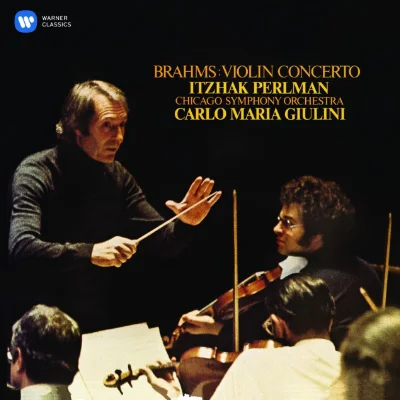 WARNER
CLASSICS
BRAHMS: VIOLIN CONCERTO
ITZHAK PERLMAN
CHICAGO SYMPHONY ORCHESTRA
CARLO MARIA GIULINI